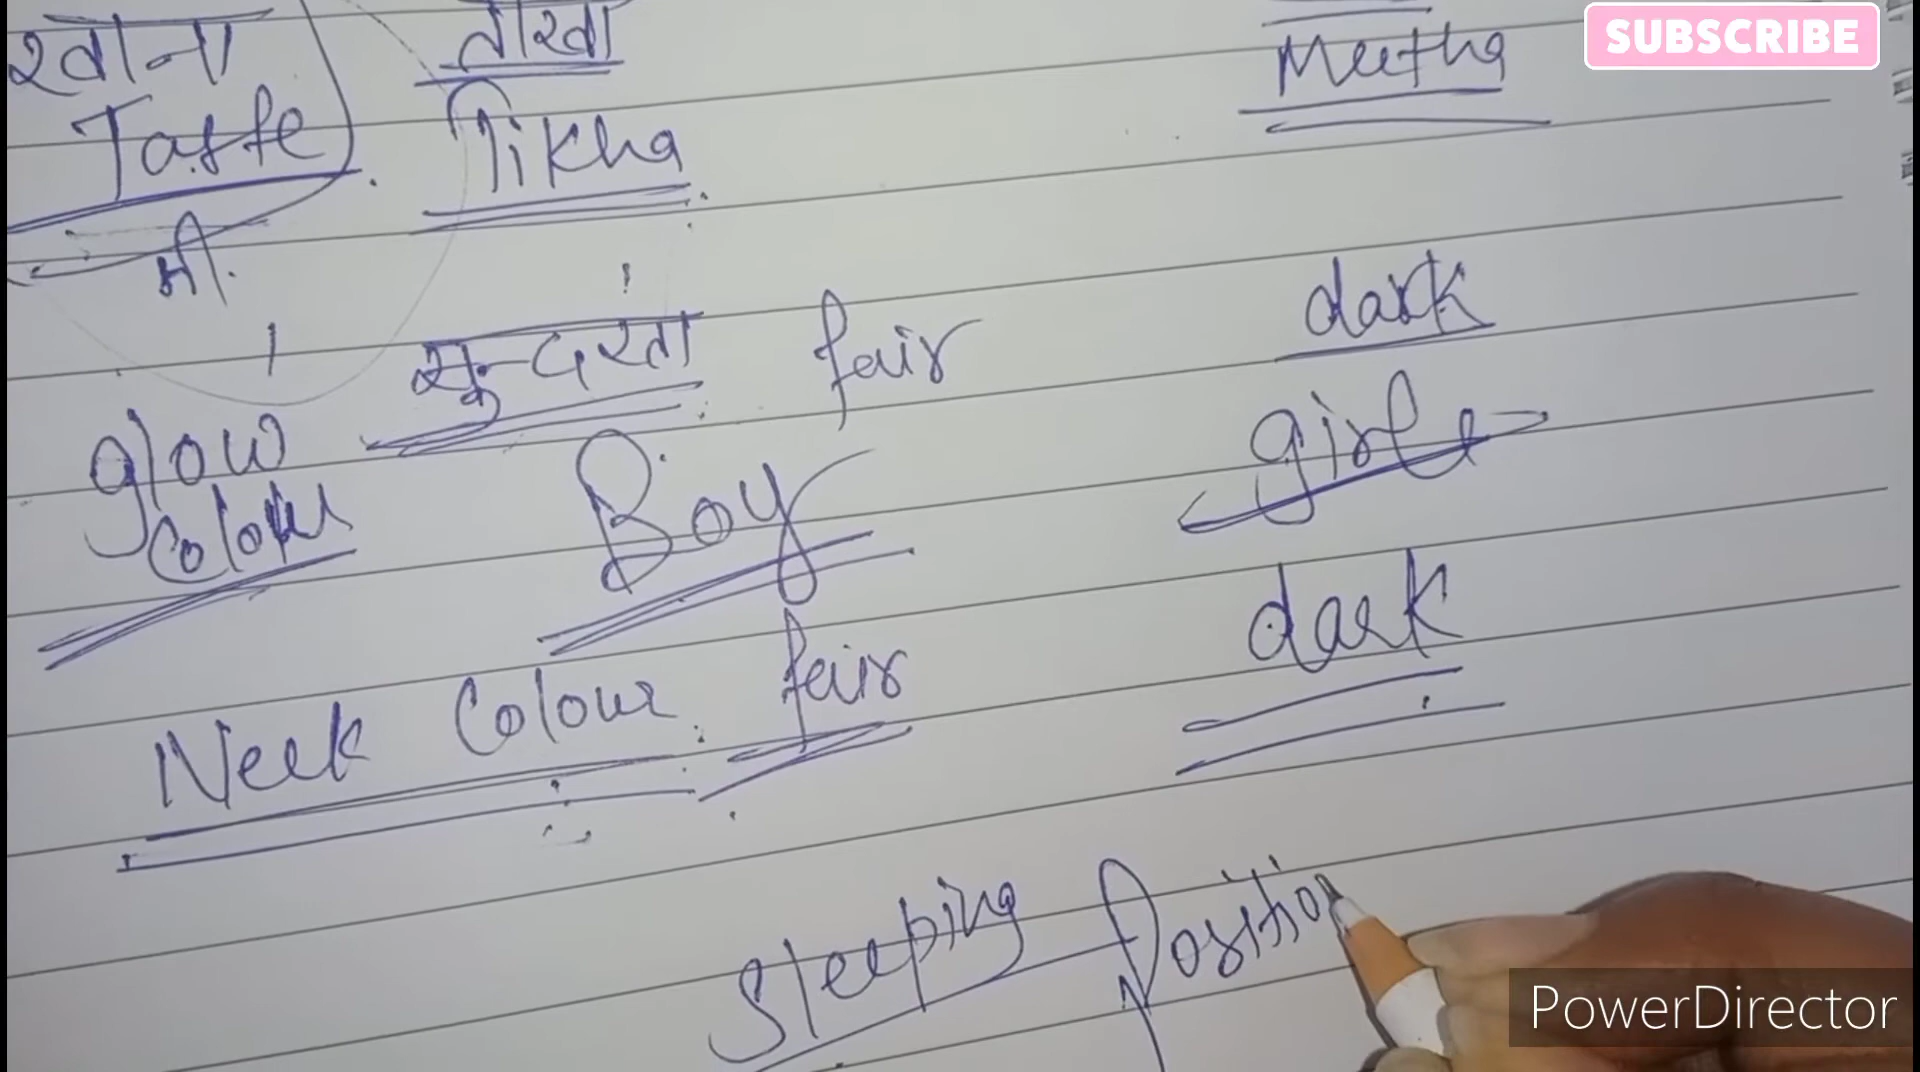 खाना तीखा
Meetha SUBSCRIBE
Taste Tikha
मी.
सुन्दरता fair dark
glow Boy girl
colour
Neck Colour fair dark
Sleeping Position
PowerDirector